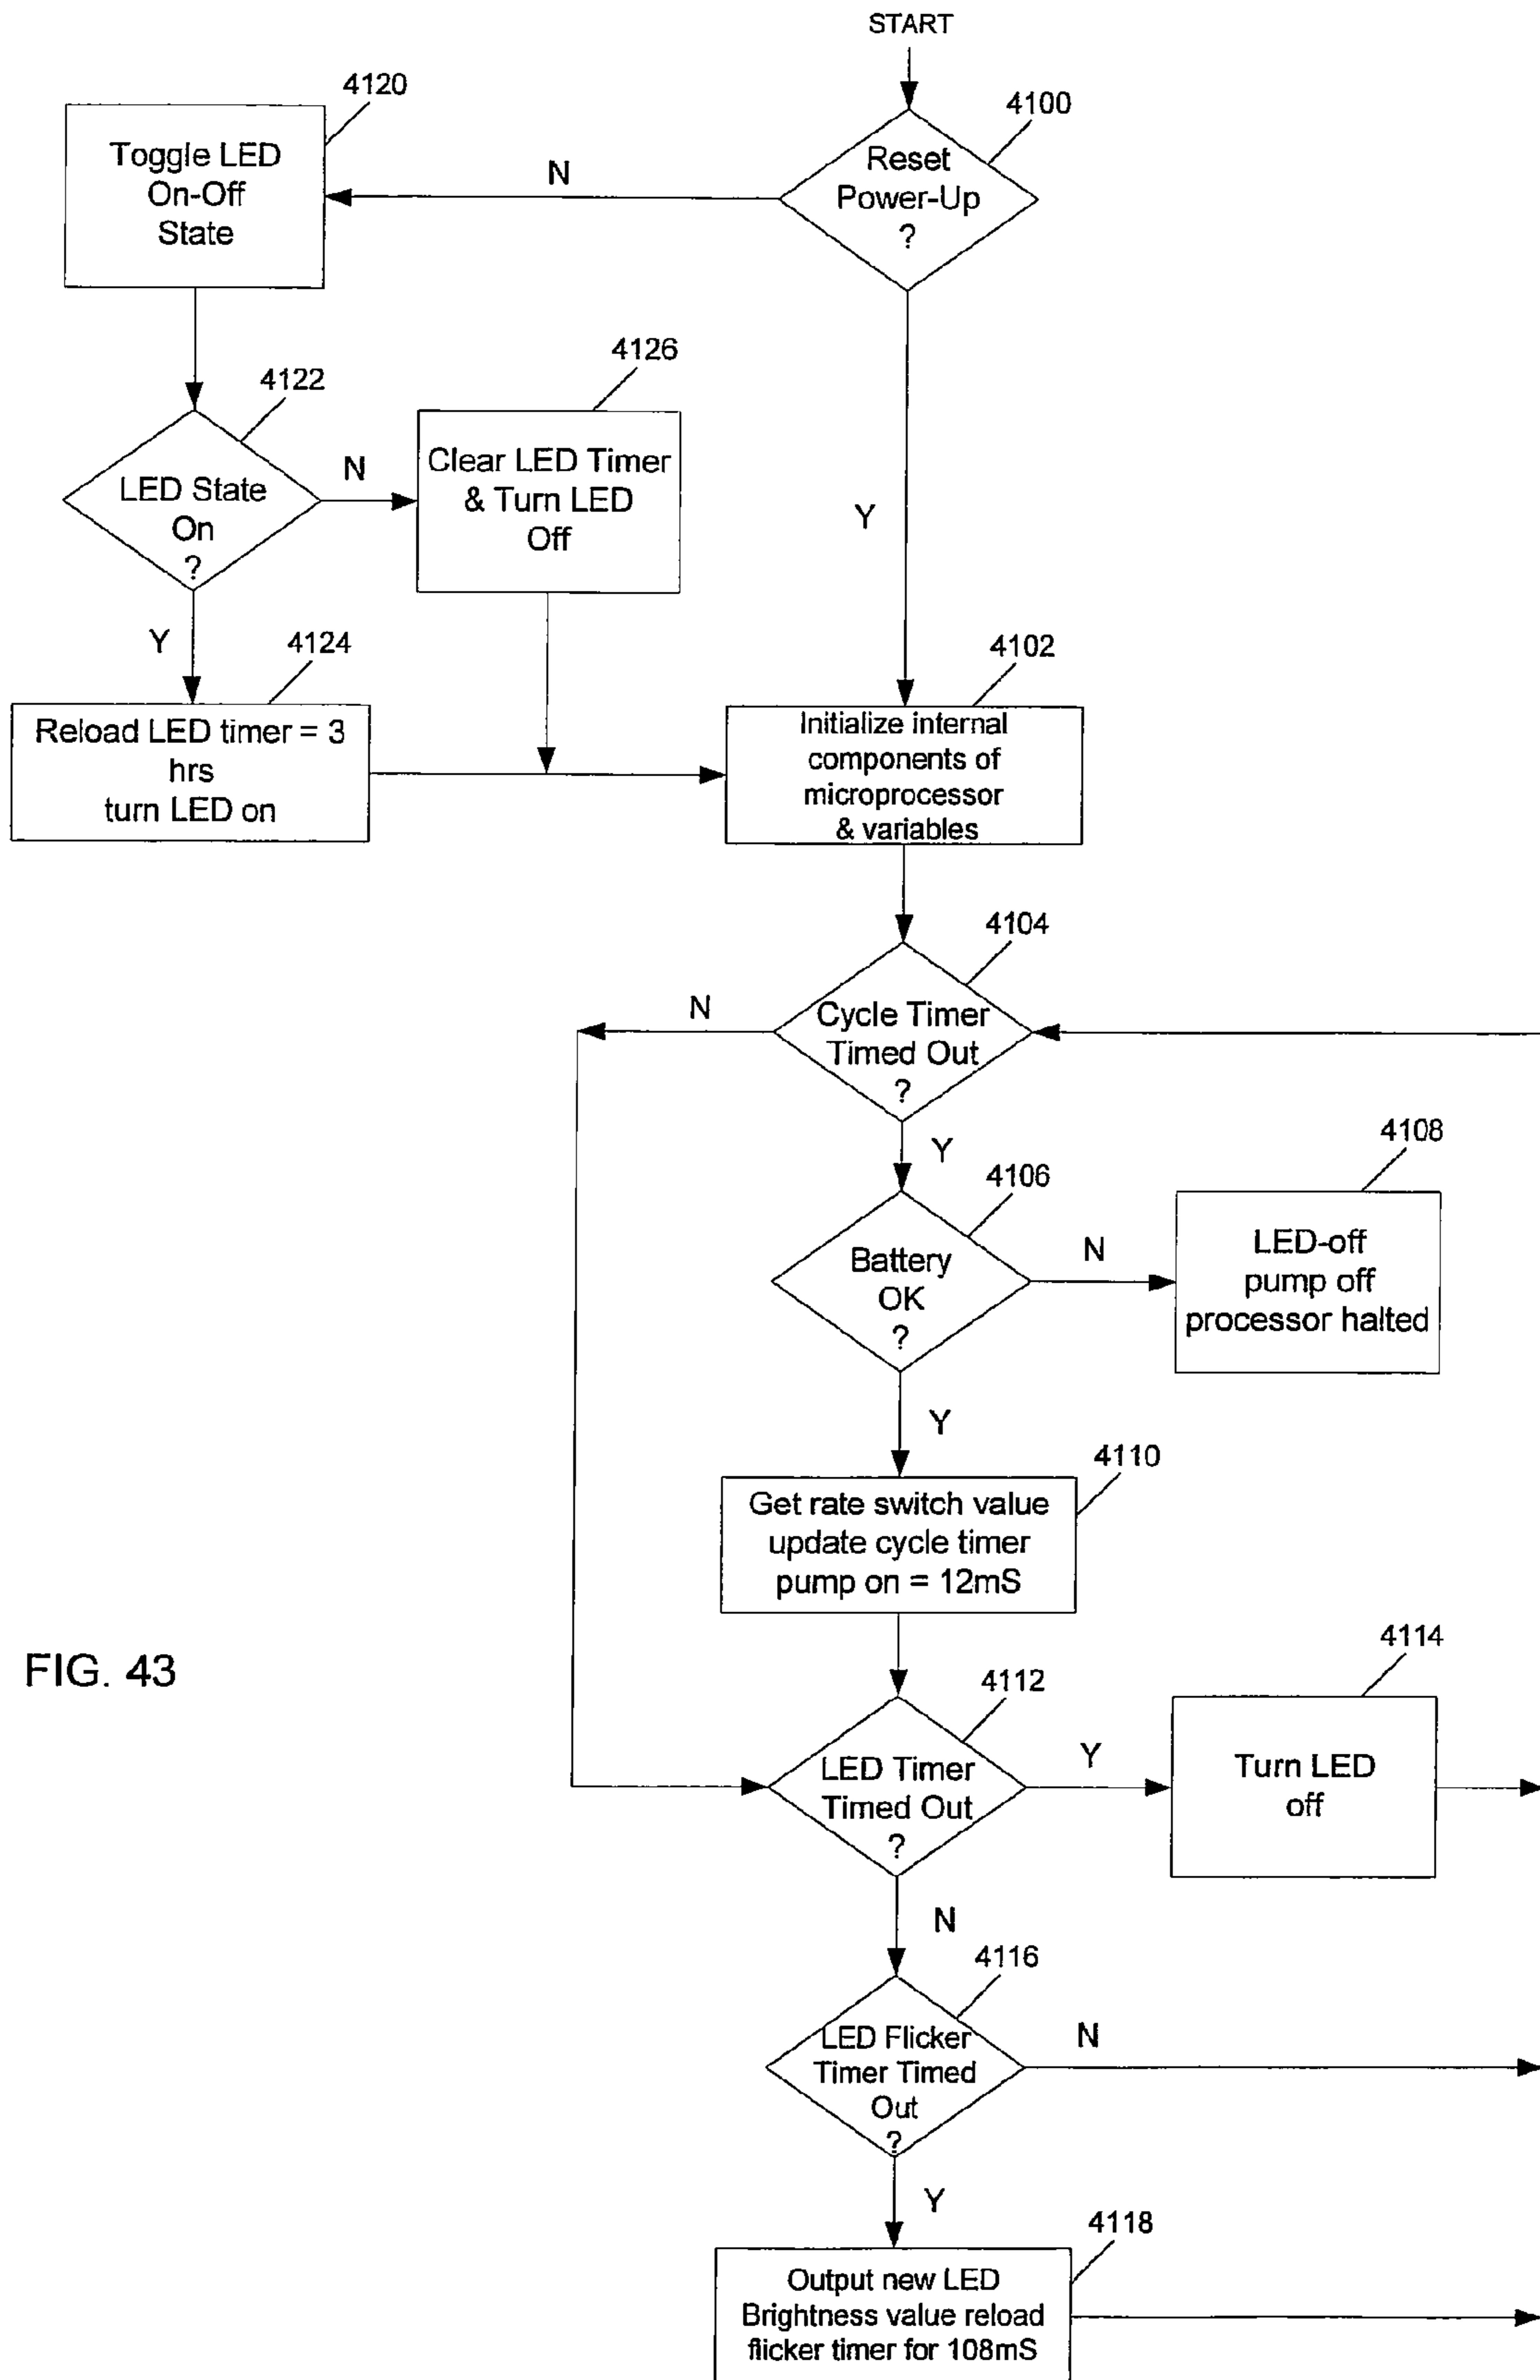 START
4100
Reset
Power-Up
?
N
Y
4120
Toggle LED
On-Off
State
4122
LED State
On
?
N
Y
4126
Clear LED Timer
& Turn LED
Off
4124
Reload LED timer = 3
hrs
turn LED on
4102
Initialize internal
components of
microprocessor
& variables
4104
Cycle Timer
Timed Out
?
N
Y
4106
Battery
OK
?
N
Y
4108
LED-off
pump off
processor halted
4110
Get rate switch value
update cycle timer
pump on = 12mS
FIG. 43
4112
LED Timer
Timed Out
?
Y
N
4114
Turn LED
off
4116
LED Flicker
Timer Timed
Out
?
N
Y
4118
Output new LED
Brightness value reload
flicker timer for 108mS